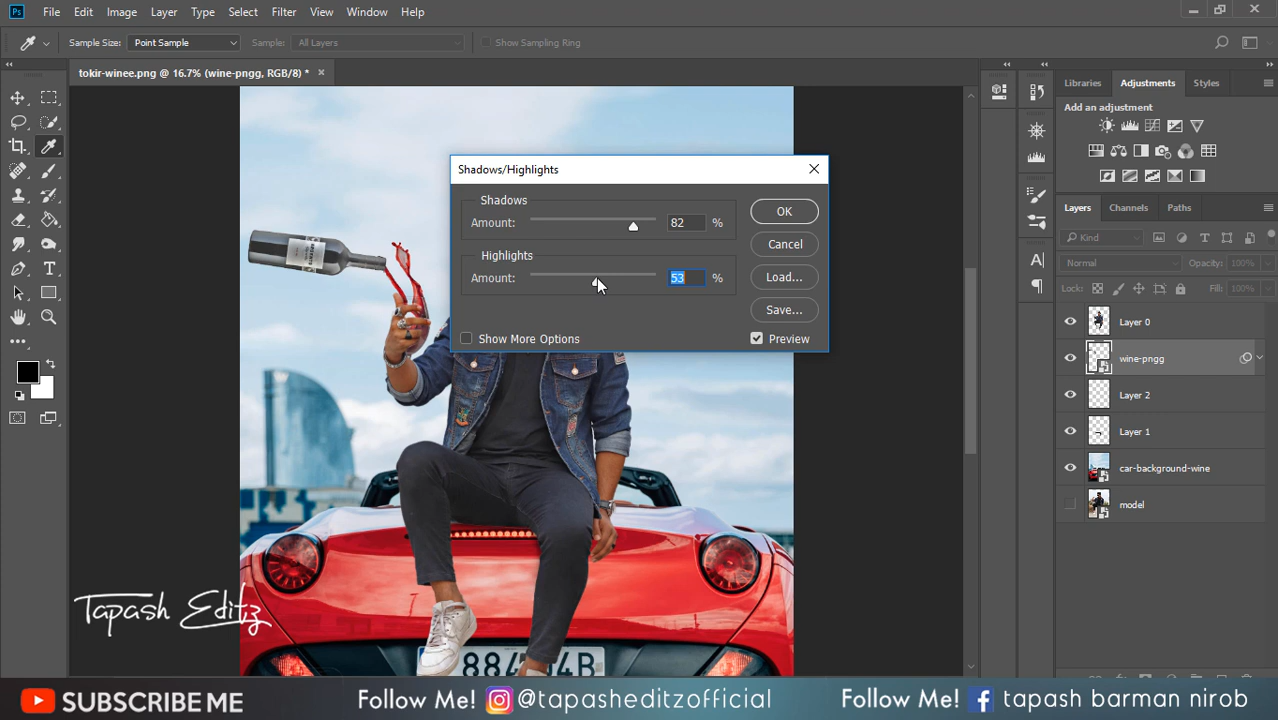 Ps File Edit Image Layer Type Select Filter View Window Help
Sample Size: Point Sample Sample: All Layers Show Sampling Ring
tokir-winee.png @ 16.7% (wine-pngg, RGB/8) * ×
Libraries Adjustments Styles
Add an adjustment
Shadows/Highlights
Shadows
Amount: 82 %
OK
Highlights
Cancel
Amount: 53 %
Load...
Save...
Show More Options
Preview
Layers Channels Paths
Kind
Normal Opacity: 100%
Lock: Fill: 100%
Layer 0
wine-pngg
Layer 2
Layer 1
car-background-wine
model
Tapash Editz
SUBSCRIBE ME
Follow Me! @tapasheditzofficial
Follow Me! tapash barman nirob